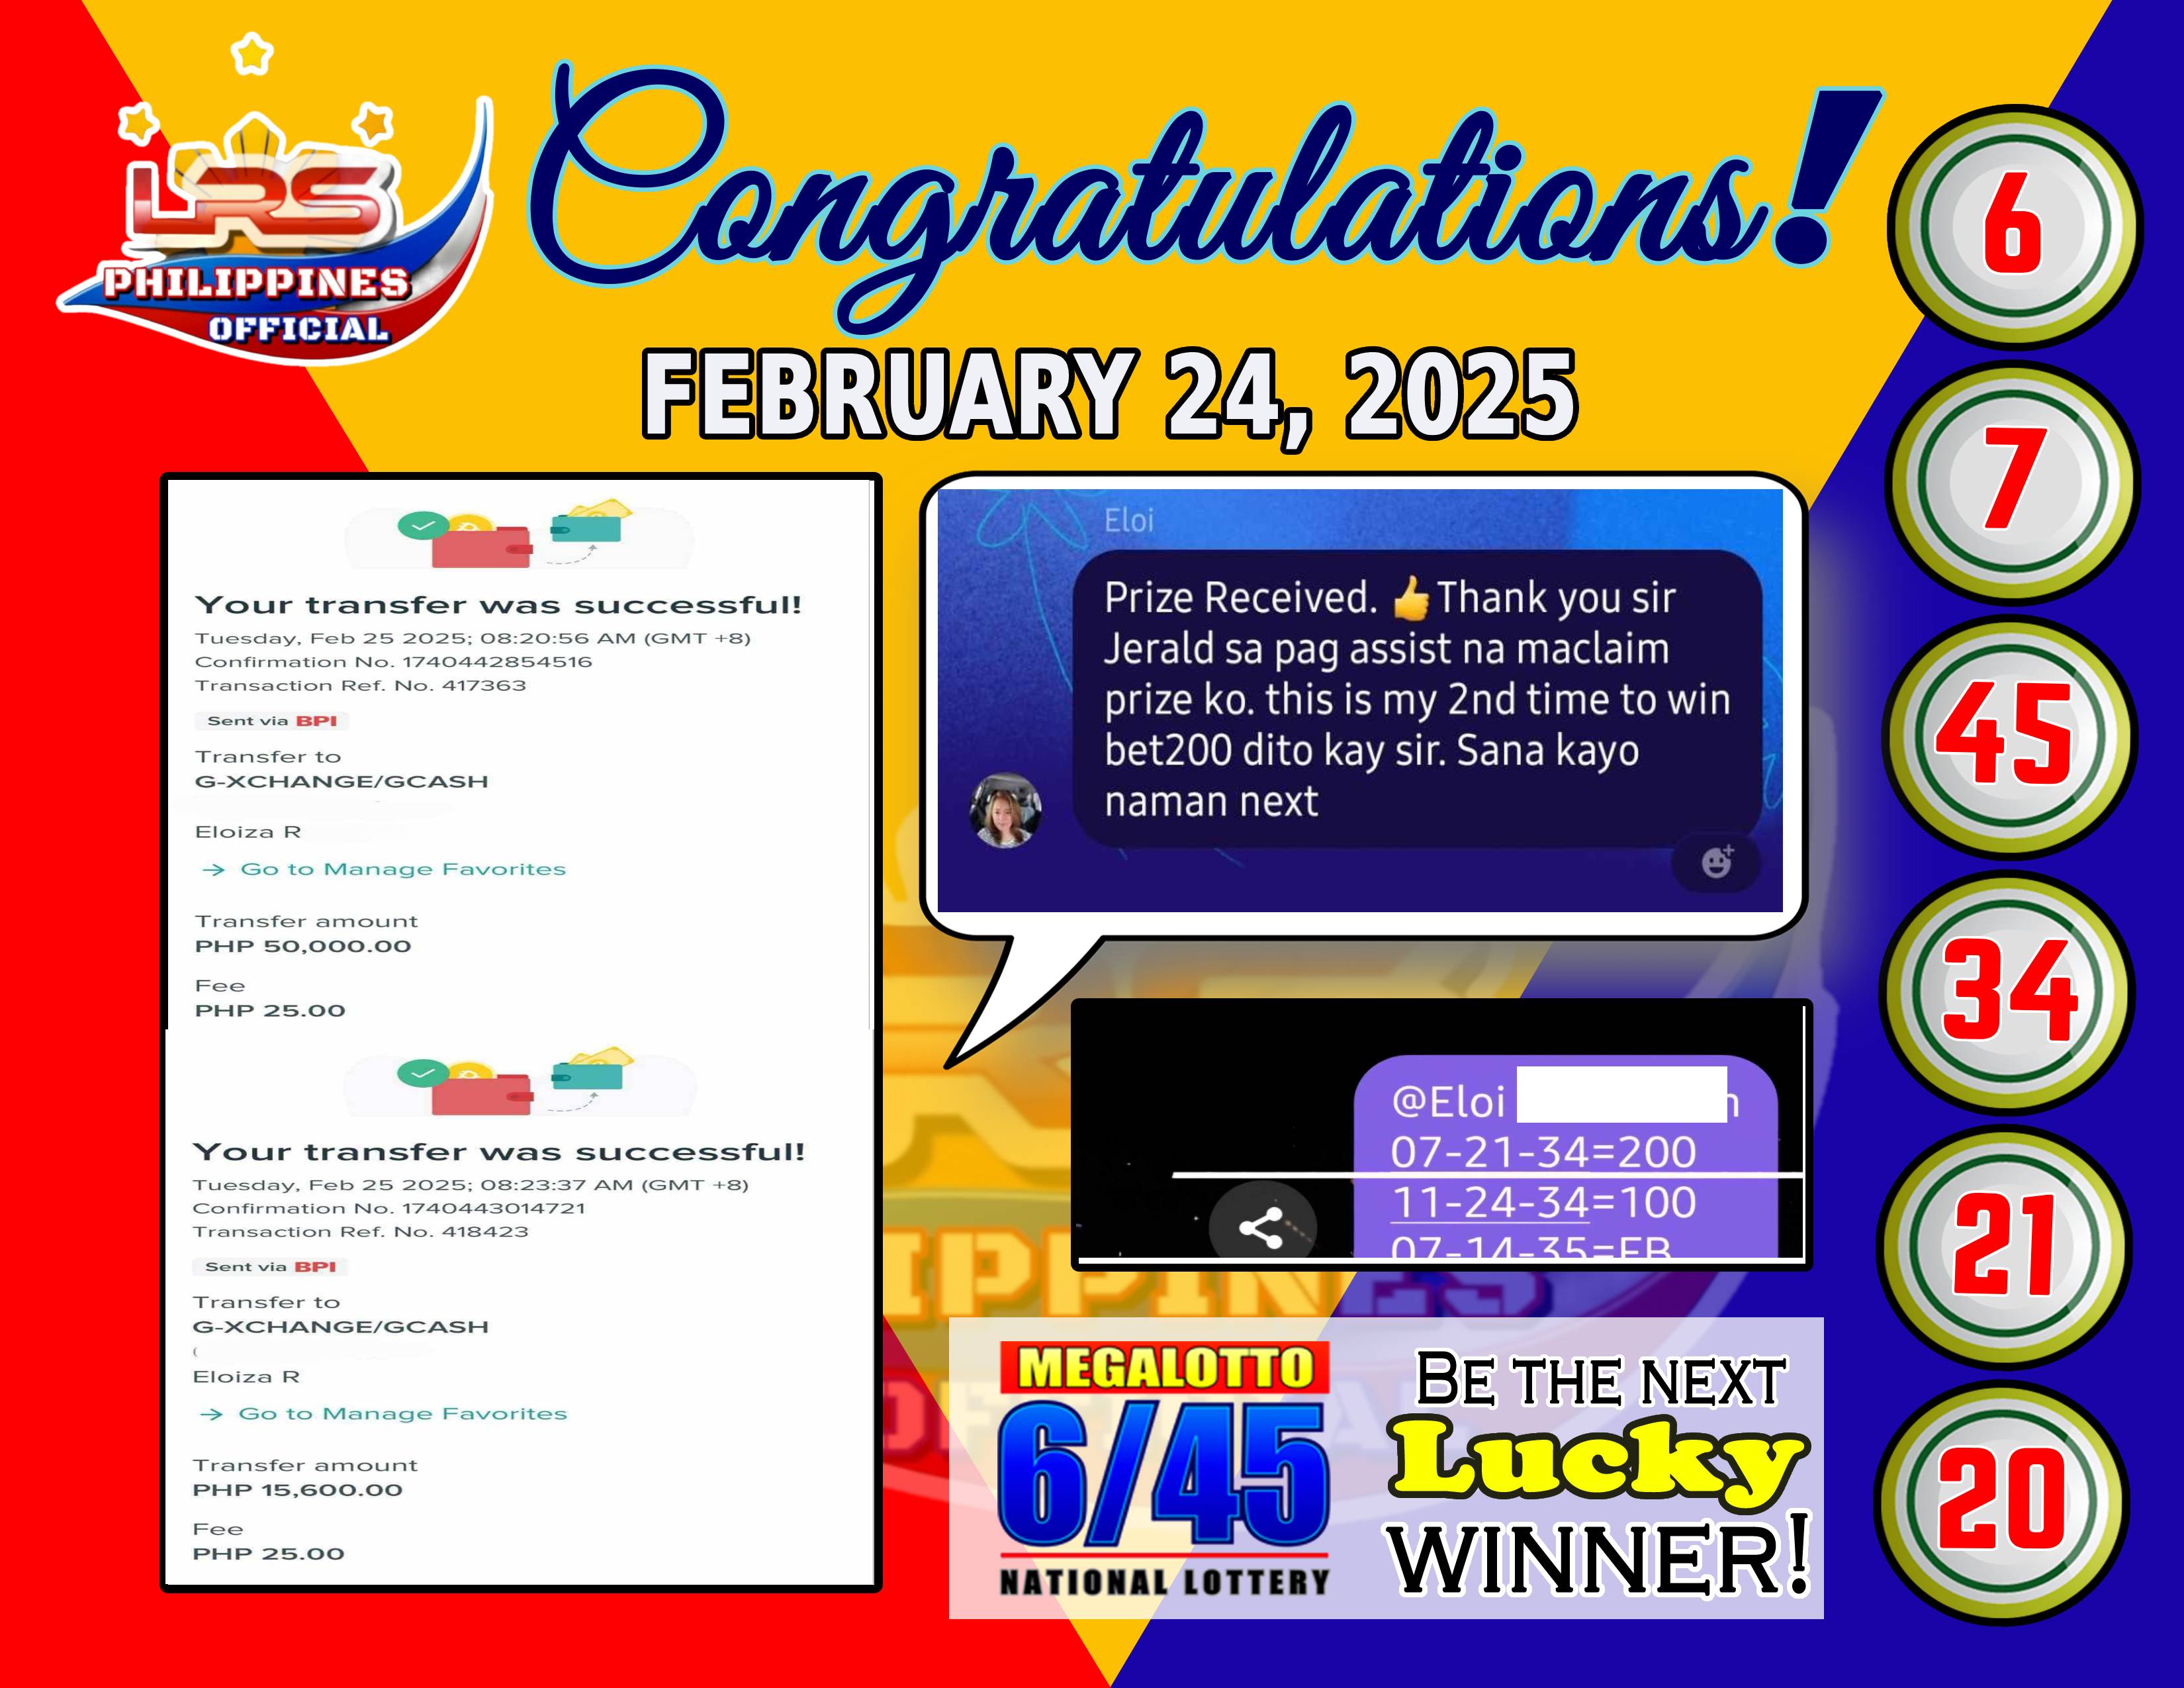 LRS
PHILIPPINES
OFFICIAL
Congratulations!
FEBRUARY 24, 2025
Your transfer was successful!
Tuesday, Feb 25 2025; 08:20:56 AM (GMT +8)
Confirmation No. 1740442854516
Transaction Ref. No. 417363
Sent via BPI
Transfer to
G-XCHANGE/GCASH
Eloiza R
→ Go to Manage Favorites
Transfer amount
PHP 50,000.00
Fee
PHP 25.00
Your transfer was successful!
Tuesday, Feb 25 2025; 08:23:37 AM (GMT +8)
Confirmation No. 1740443014721
Transaction Ref. No. 418423
Sent via BPI
Transfer to
G-XCHANGE/GCASH
(
Eloiza R
→ Go to Manage Favorites
Transfer amount
PHP 15,600.00
Fee
PHP 25.00
Eloi
Prize Received. 👍Thank you sir
Jerald sa pag assist na maclaim
prize ko. this is my 2nd time to win
bet200 dito kay sir. Sana kayo
naman next
@Eloi
07-21-34=200
11-24-34=100
07-14-35=FB
MEGALOTTO
6/45
NATIONAL LOTTERY
BE THE NEXT
Lucky
WINNER!
6
7
45
34
21
20